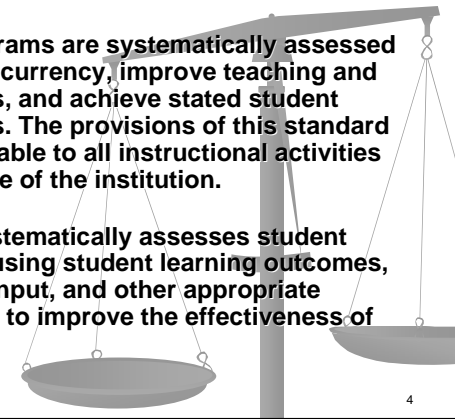 rams are systematically assessed
currency, improve teaching and
s, and achieve stated student
s. The provisions of this standard
able to all instructional activities
e of the institution.
stematically assesses student
using student learning outcomes,
nput, and other appropriate
to improve the effectiveness of
4